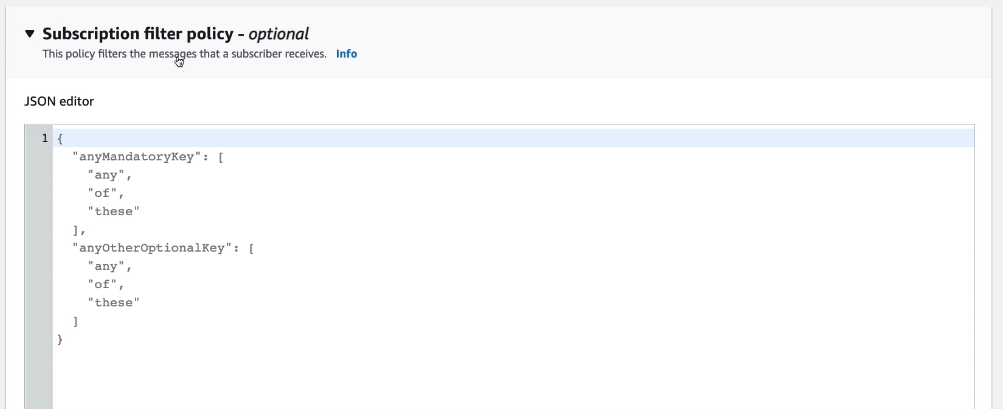 ▼ Subscription filter policy - optional
This policy filters the messages that a subscriber receives. Info
JSON editor
1 {
"anyMandatoryKey": [
"any",
"of",
"these"
],
"anyOtherOptionalKey": [
"any",
"of",
"these"
]
}